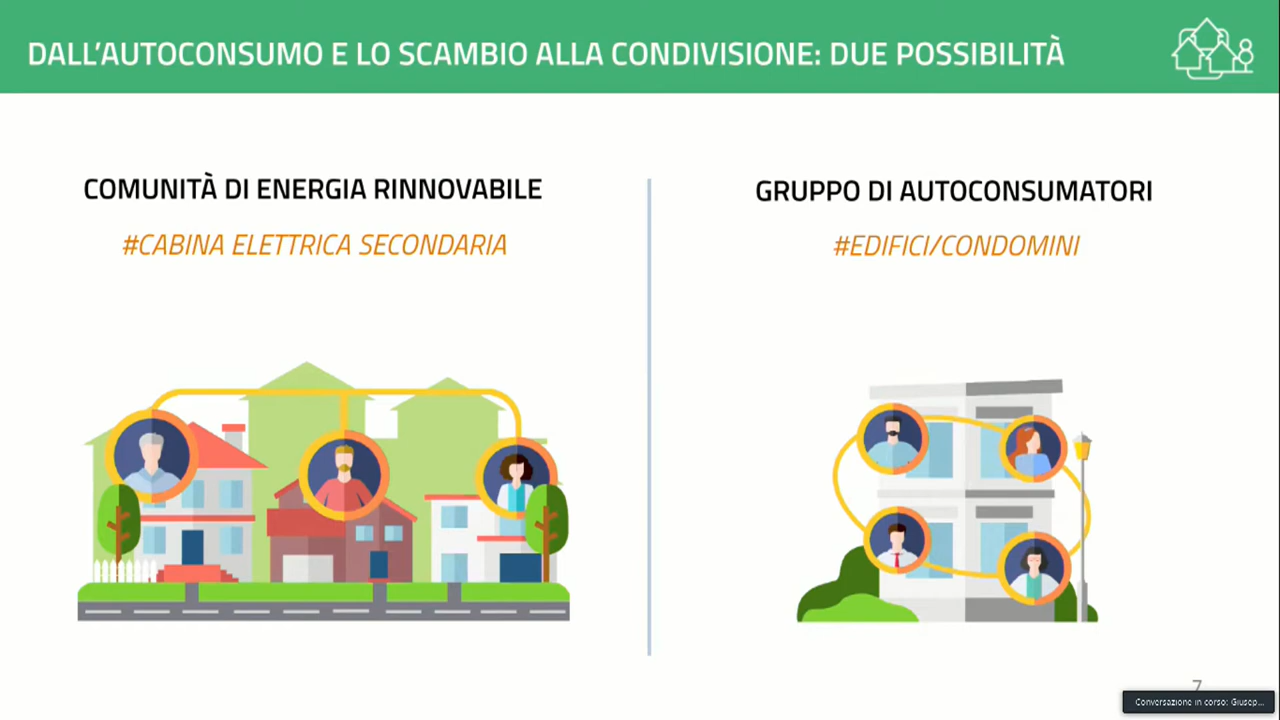 DALL'AUTOCONSUMO E LO SCAMBIO ALLA CONDIVISIONE: DUE POSSIBILITÀ
COMUNITÀ DI ENERGIA RINNOVABILE
#CABINA ELETTRICA SECONDARIA
GRUPPO DI AUTOCONSUMATORI
#EDIFICI/CONDOMINI
7
Conversazione in corso: Giusep...